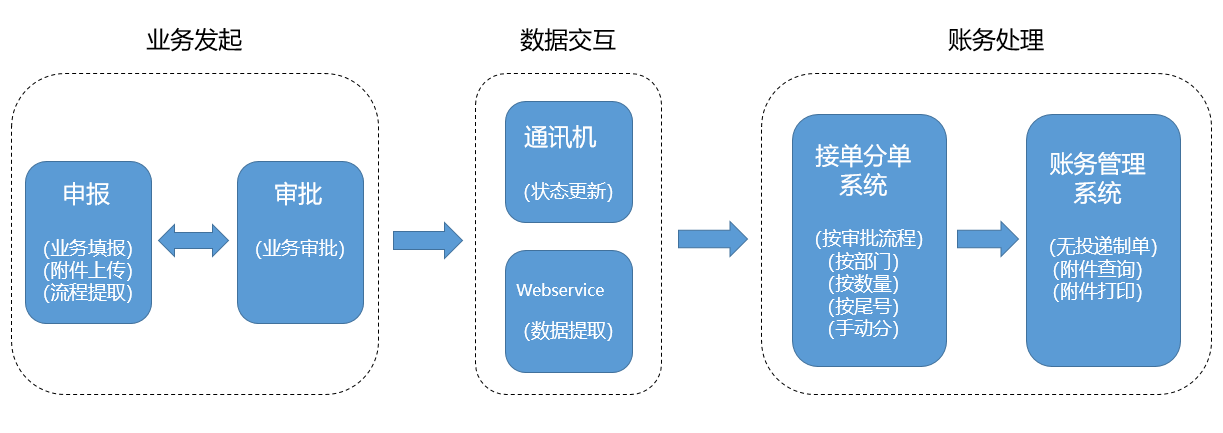 业务发起
数据交互
账务处理
申报
(业务填报)
(附件上传)
(流程提取)
审批
(业务审批)
通讯机
(状态更新)
Webservice
(数据提取)
接单分单
系统
(按审批流程)
(按部门)
(按数量)
(按尾号)
(手动分)
账务管理
系统
(无投递制单)
(附件查询)
(附件打印)